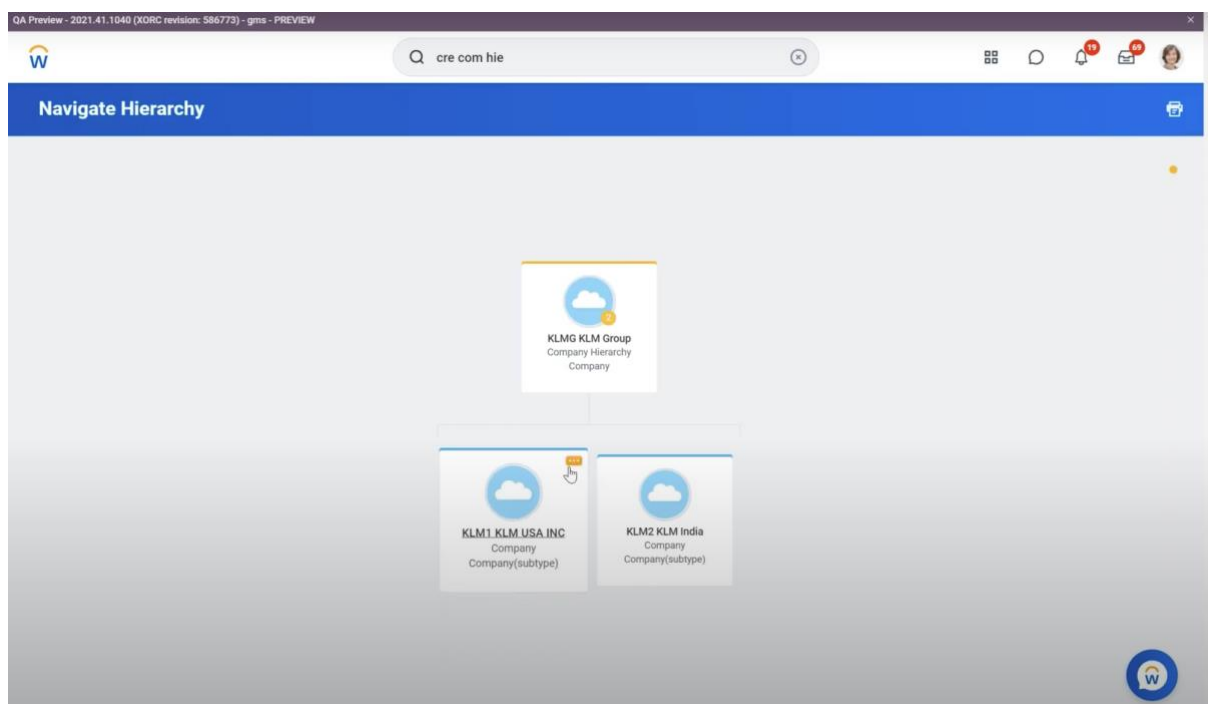 QA Preview - 2021.41.1040 (XORC revision: 586773) - gms - PREVIEW
cre com hie
19
69
Navigate Hierarchy
2
KLMG KLM Group
Company Hierarchy
Company
KLM1 KLM USA INC
Company
Company(subtype)
KLM2 KLM India
Company
Company(subtype)